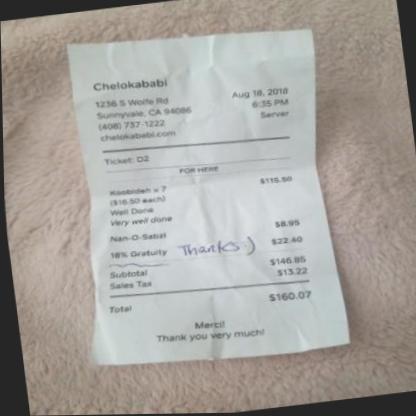 Chelokababi
1236 S Wolfe Rd
Sunnyvale, CA 94086
(408) 737-1222
chelokababi.com
Aug 18, 2018
6:35 PM
Server
Ticket: D2
FOR HERE
Koobideh x 7 $115.50
($16.50 each)
Well Done
Very well done
Nan-O-Sabzi $8.95
18% Gratuity Thanks :) $22.40
Subtotal $146.85
Sales Tax $13.22
Total $160.07
Merci!
Thank you very much!